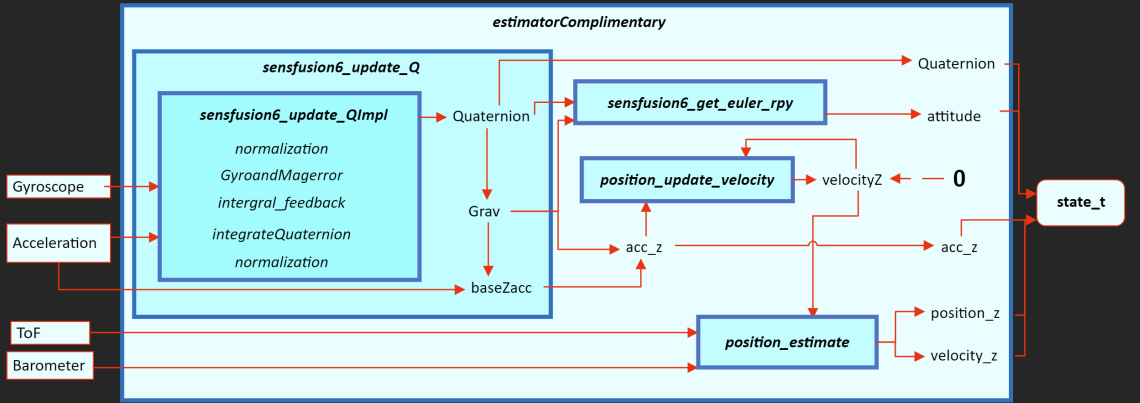 estimatorComplimentary
sensfusion6_update_Q
sensfusion6_update_QImpl
normalization
GyroandMagerror
intergral_feedback
integrateQuaternion
normalization
Gyroscope
Acceleration
ToF
Barometer
Quaternion
Grav
baseZacc
sensfusion6_get_euler_rpy
position_update_velocity
velocityZ
0
acc_z
position_estimate
Quaternion
attitude
acc_z
position_z
velocity_z
state_t